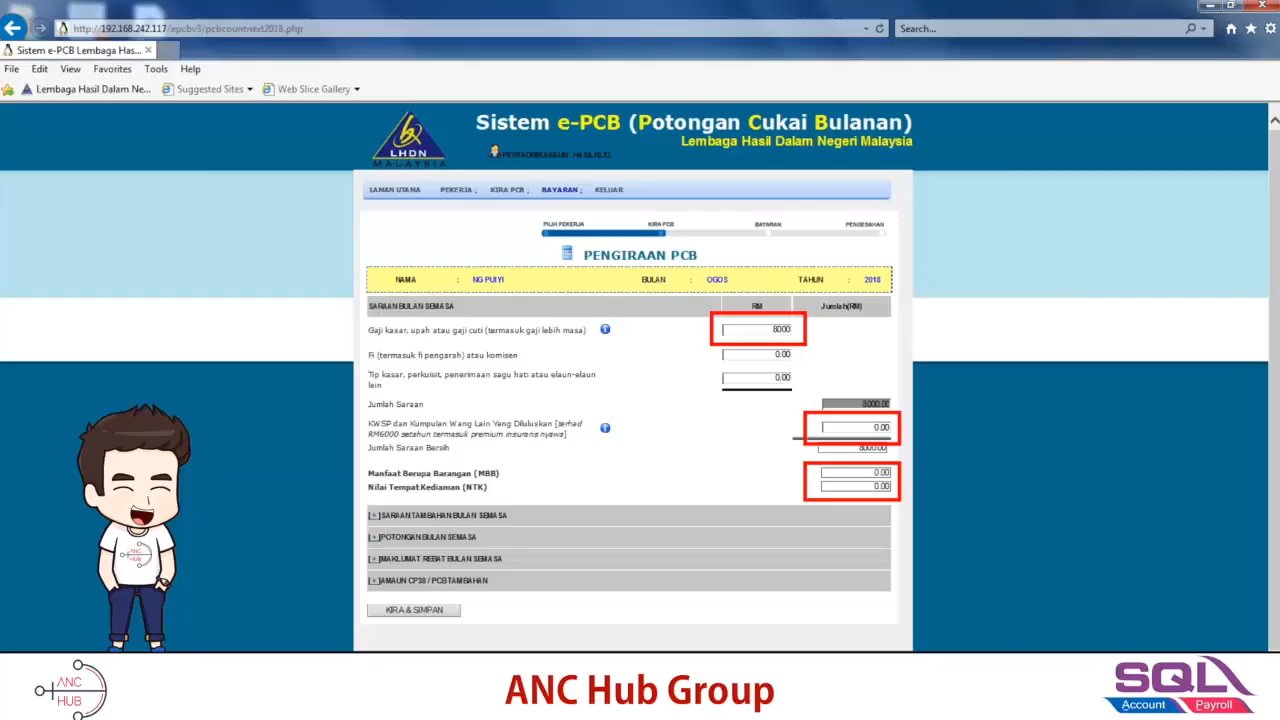 http://192.168.242.117/epcbv3/pcbcountnext2018.php
Search...
Sistem e-PCB Lembaga Has...
File Edit View Favorites Tools Help
Lembaga Hasil Dalam Ne... Suggested Sites Web Slice Gallery
Sistem e-PCB (Potongan Cukai Bulanan)
Lembaga Hasil Dalam Negeri Malaysia
LHDN
MALAYSIA
LAMAN UTAMA PEKERJA KIRA PCB BAYARAN KELUAR
PILIH PEKERJA KIRA PCB BAYARAN PENGESAHAN
PENGIRAAN PCB
NAMA : NG PUI YI BULAN : OGOS TAHUN : 2018
SARAAN BULAN SEMASA RM Jumlah(RM)
Gaji kasar, upah atau gaji cuti (termasuk gaji lebih masa) 8000
Fi (termasuk fi pengarah) atau komisen 0.00
Tip kasar, perkuisit, penerimaan sagu hati atau elaun-elaun 0.00
lain
Jumlah Saraan 8000.00
KWSP dan Kumpulan Wang Lain Yang Diluluskan [terhad 0.00
RM6000 setahun termasuk premium insurans nyawa]
Jumlah Saraan Bersih 8000.00
Manfaat Berupa Barangan (MBB) 0.00
Nilai Tempat Kediaman (NTK) 0.00
[+]SARAAN TAMBAHAN BULAN SEMASA
[+]POTONGAN BULAN SEMASA
[+]MAKLUMAT REBAT BULAN SEMASA
[+]AMAUN CP38 / PCB TAMBAHAN
KIRA & SIMPAN
ANC
HUB
ANC
HUB
ANC Hub Group
SQL
Account Payroll